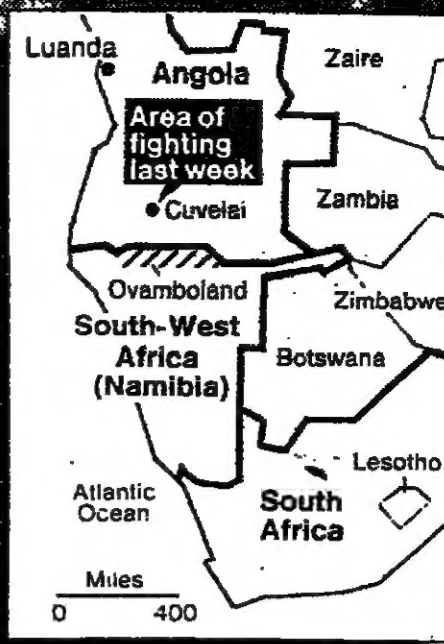 Luanda
Angola
Zaire
Area of
fighting
last week
Cuvelai
Zambia
Ovamboland
Zimbabwe
South-West
Africa
(Namibia)
Botswana
Lesotho
Atlantic
Ocean
South
Africa
Miles
0 400